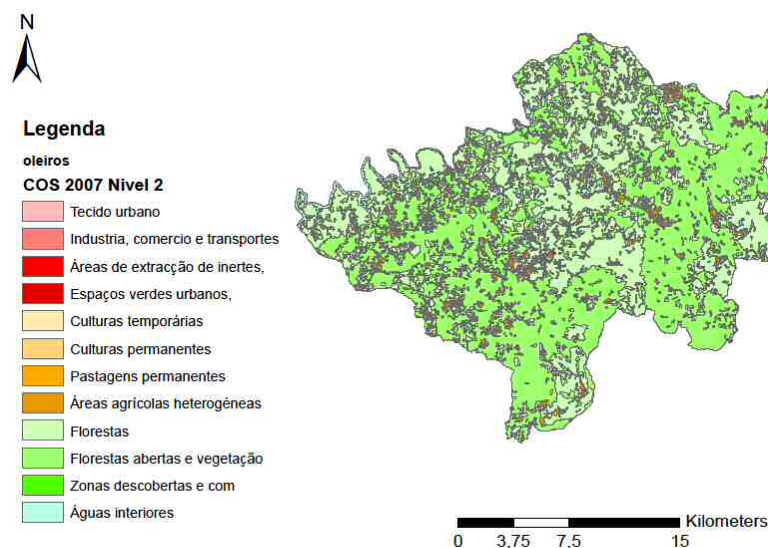 N
Legenda
oleiros
COS 2007 Nivel 2
Tecido urbano
Industria, comercio e transportes
Áreas de extracção de inertes,
Espaços verdes urbanos,
Culturas temporárias
Culturas permanentes
Pastagens permanentes
Áreas agrícolas heterogéneas
Florestas
Florestas abertas e vegetação
Zonas descobertas e com
Águas interiores
Kilometers
0 3,75 7,5 15